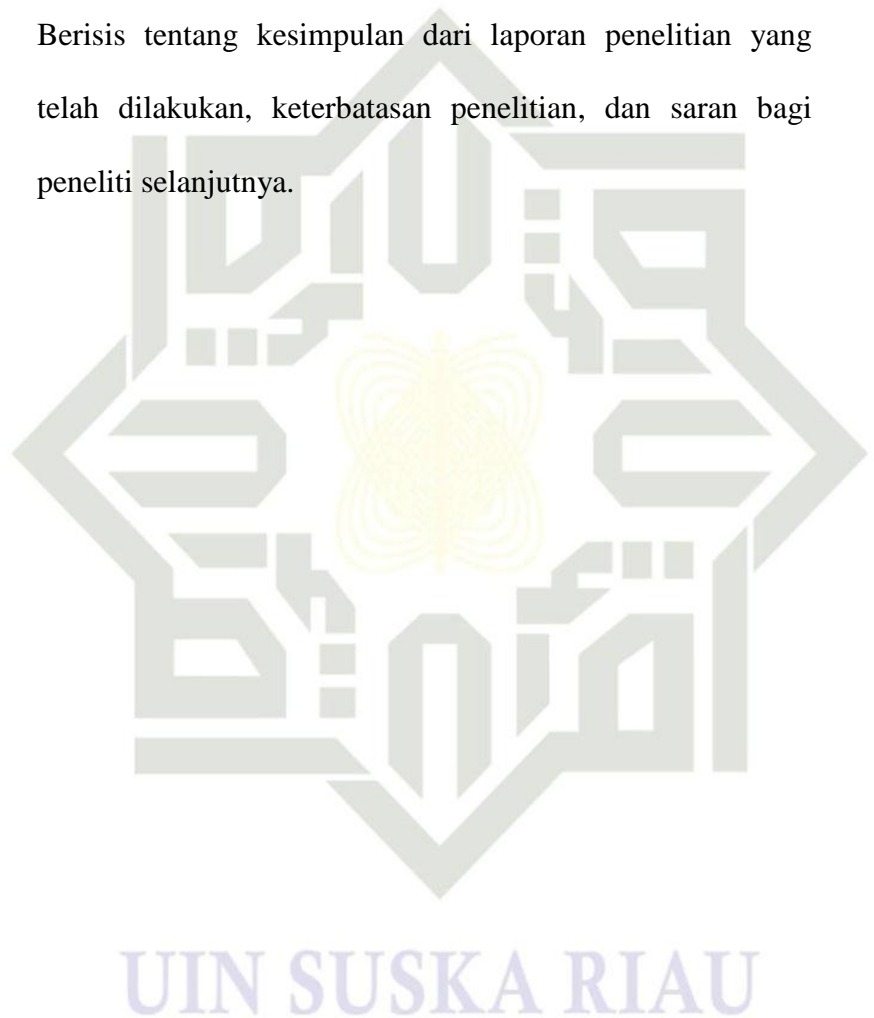 Berisis tentang kesimpulan dari laporan penelitian yang
telah dilakukan, keterbatasan penelitian, dan saran bagi
peneliti selanjutnya.
UIN SUSKA RIAU